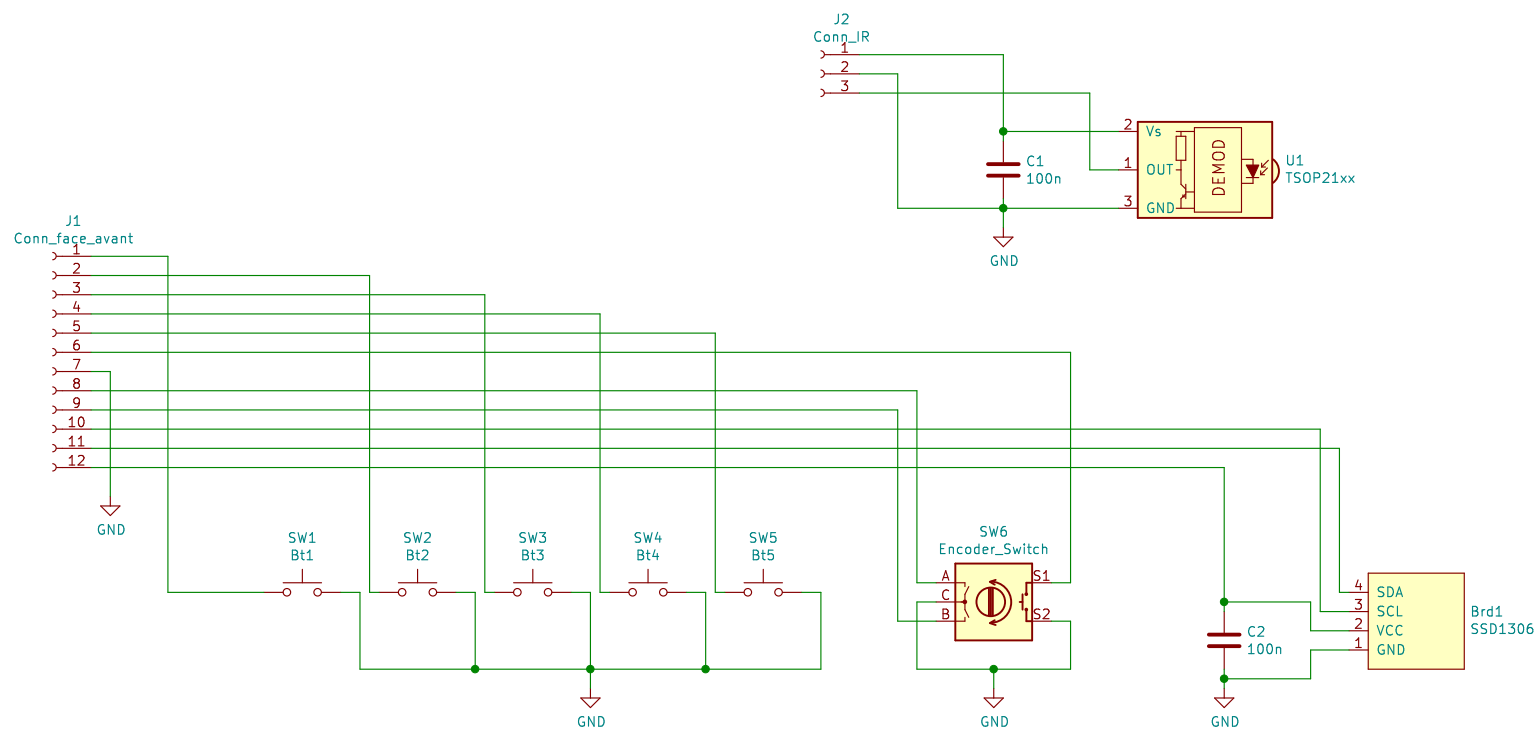 J2
Conn_IR
1
2
3
2
Vs
1
OUT
3
GND
DEMOD
U1
TSOP21xx
C1
100n
GND
J1
Conn_face_avant
1
2
3
4
5
6
7
8
9
10
11
12
GND
SW1
Bt1
SW2
Bt2
SW3
Bt3
SW4
Bt4
SW5
Bt5
GND
SW6
Encoder_Switch
A
C
B
S1
S2
GND
C2
100n
GND
4
SDA
3
SCL
2
VCC
1
GND
Brd1
SSD1306